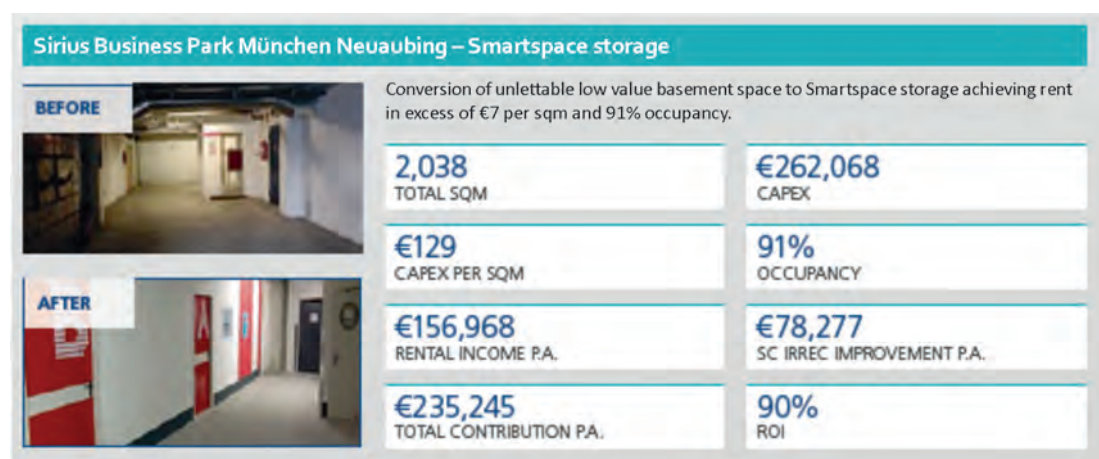 Sirius Business Park München Neuaubing – Smartspace storage
BEFORE
Conversion of unlettable low value basement space to Smartspace storage achieving rent
in excess of €7 per sqm and 91% occupancy.
2,038
TOTAL SQM
€262,068
CAPEX
€129
CAPEX PER SQM
91%
OCCUPANCY
AFTER
€156,968
RENTAL INCOME P.A.
€78,277
SC IRREC IMPROVEMENT P.A.
€235,245
TOTAL CONTRIBUTION P.A.
90%
ROI